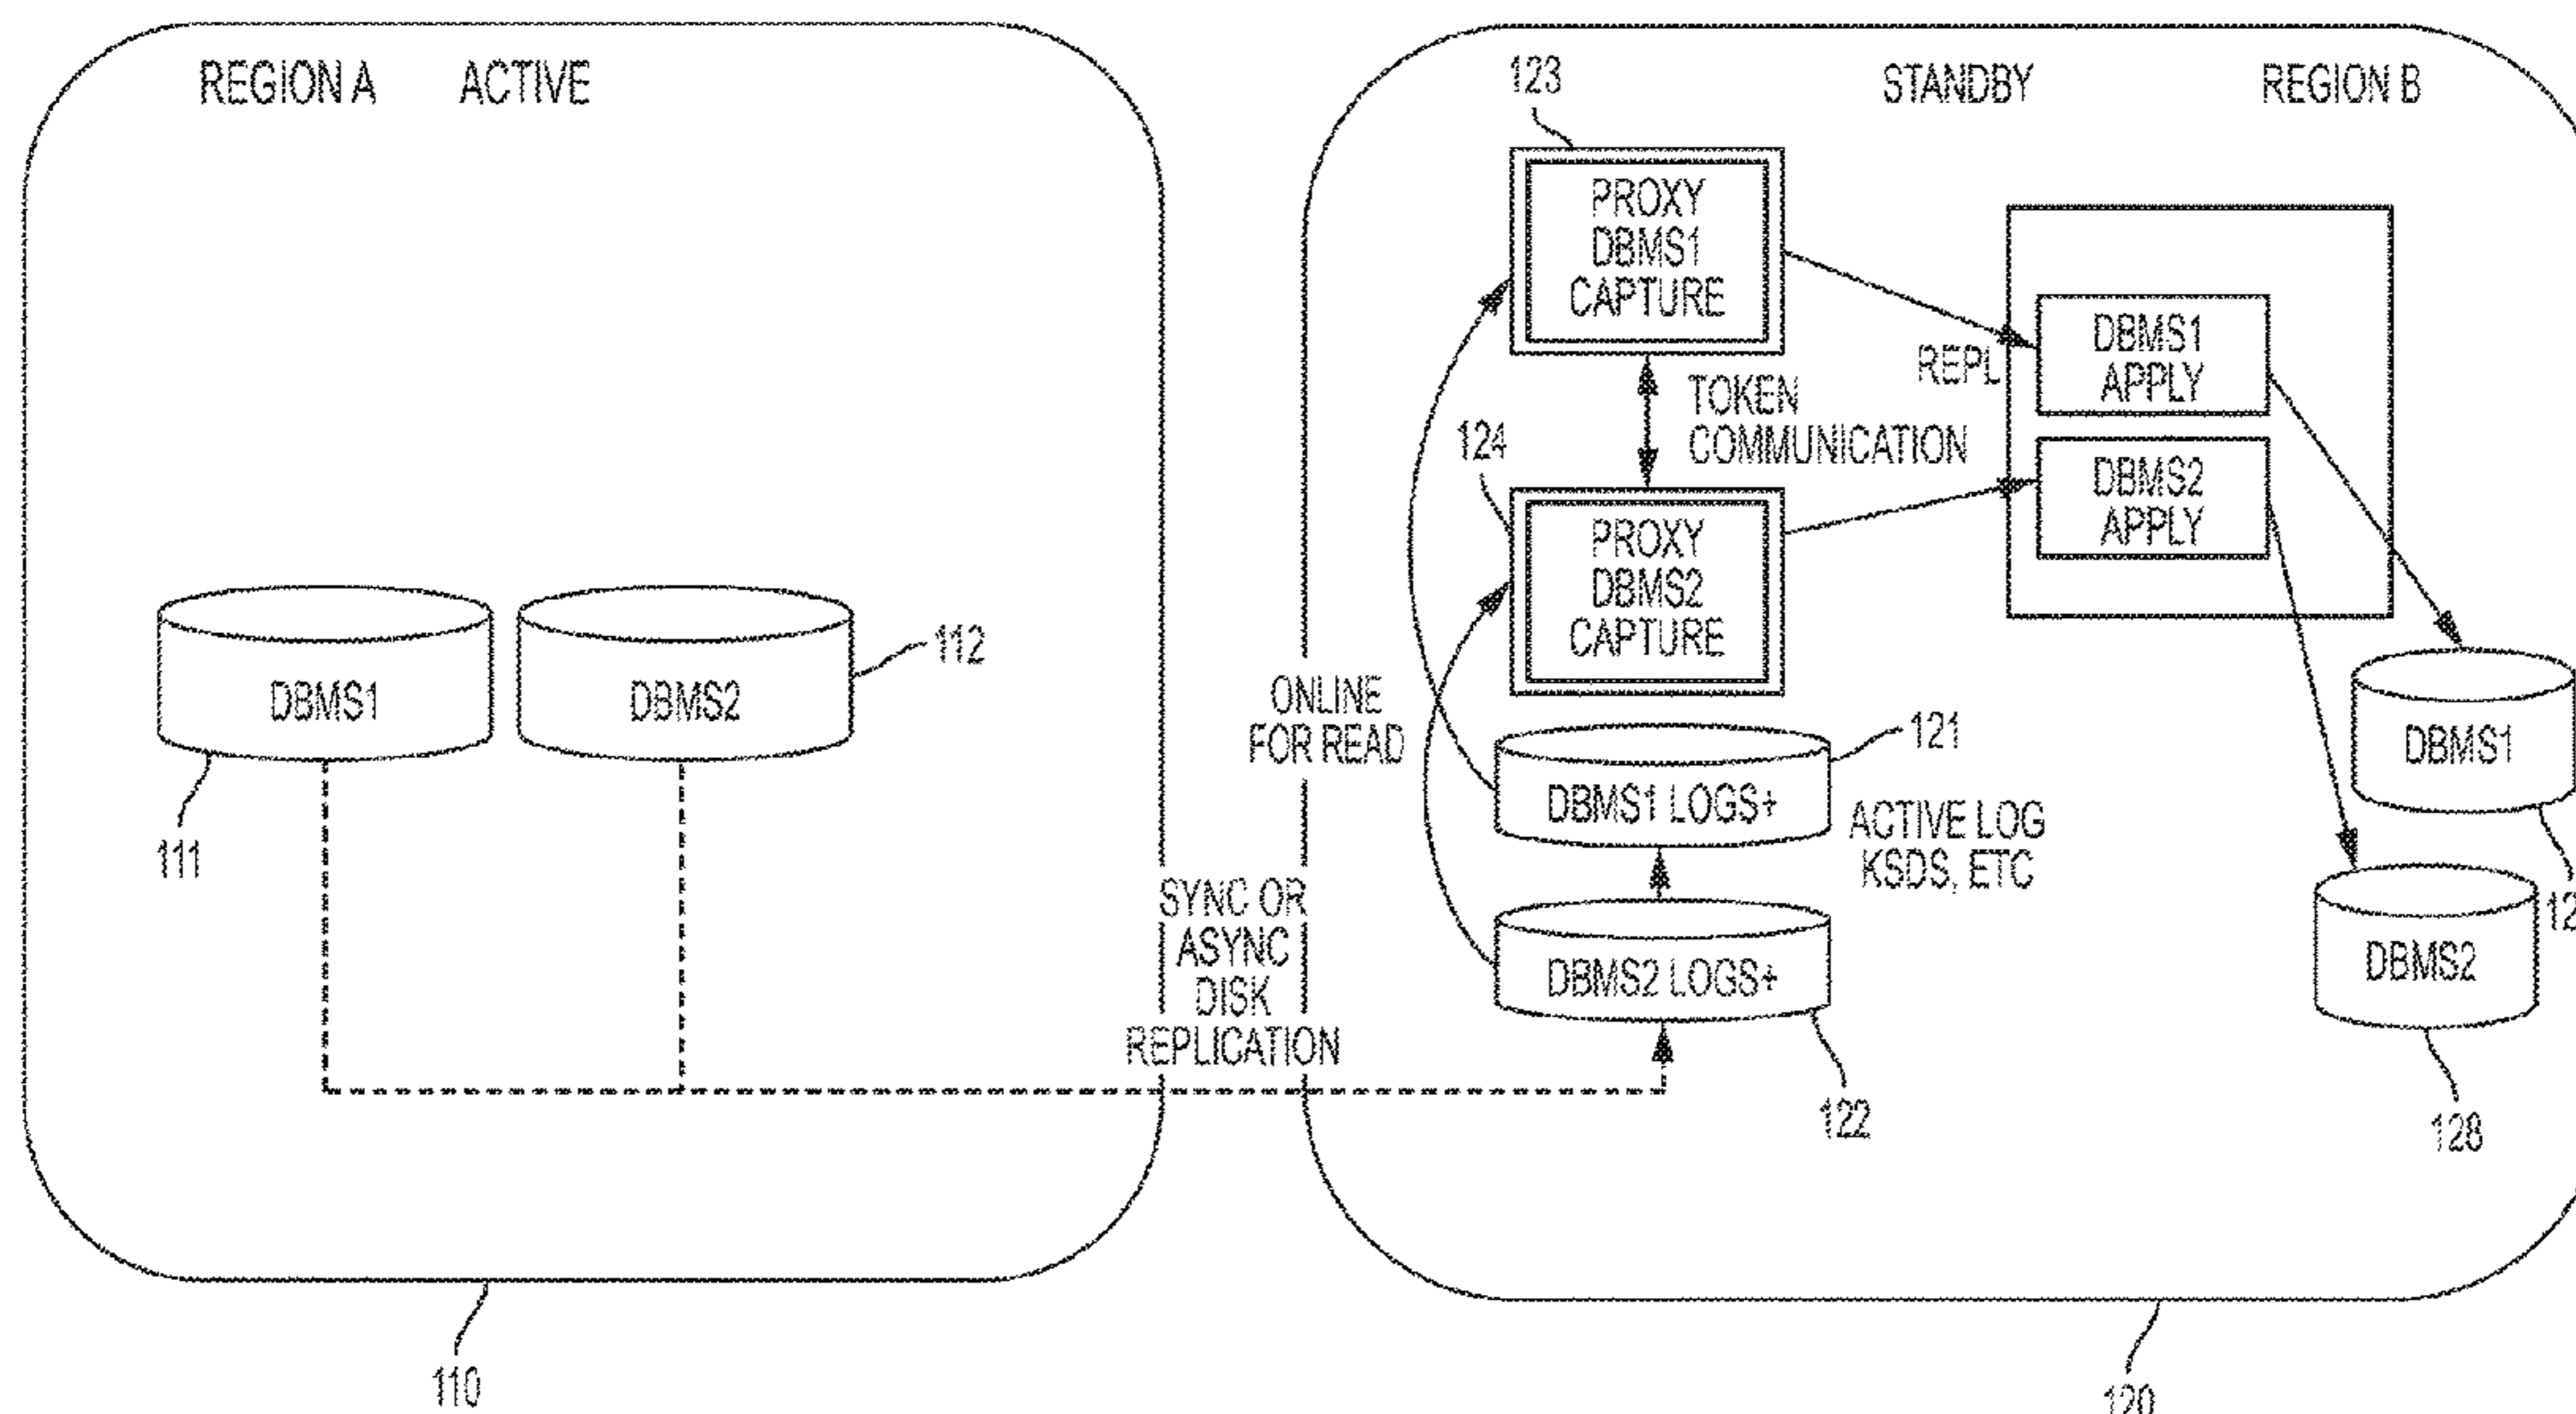 REGION A ACTIVE
111
DBMS1
DBMS2
112
110
SYNC OR
ASYNC
DISK
REPLICATION
STANDBY REGION B
123
PROXY
DBMS1
CAPTURE
TOKEN
COMMUNICATION
124
PROXY
DBMS2
CAPTURE
REPL
DBMS1
APPLY
DBMS2
APPLY
ONLINE
FOR READ
121
DBMS1 LOGS+
ACTIVE LOG
KSDS, ETC
DBMS2 LOGS+
122
DBMS1
DBMS2
128
120